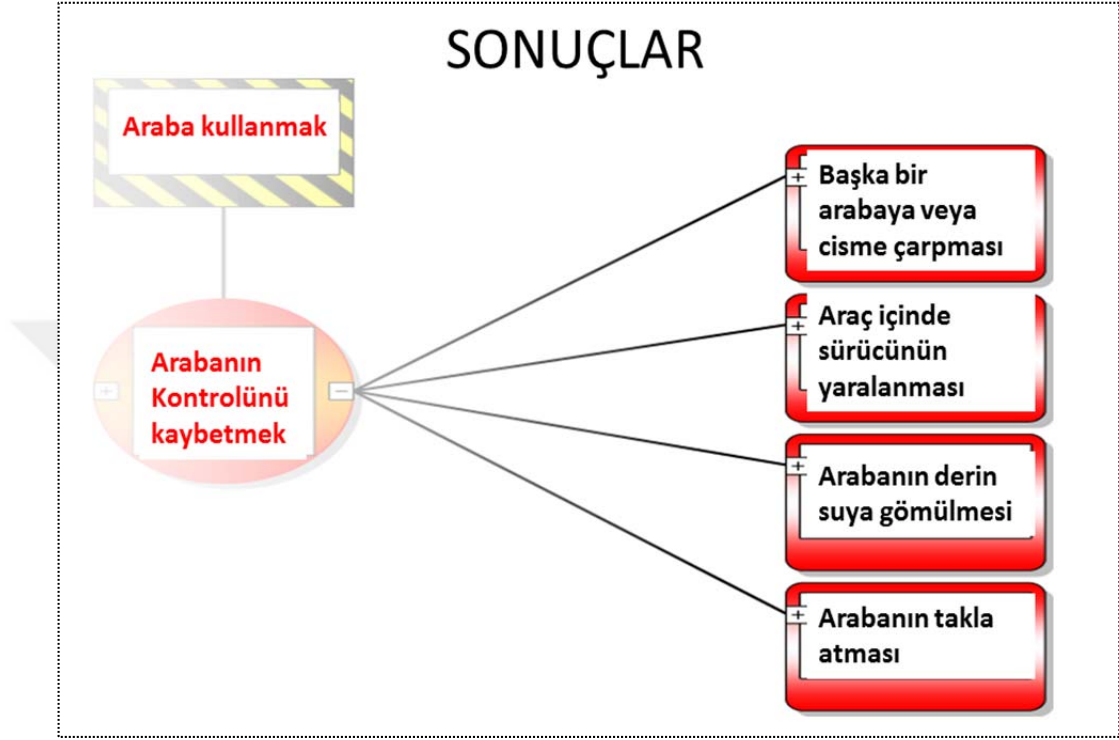 SONUÇLAR
Araba kullanmak
Arabanın
Kontrolünü
kaybetmek
Başka bir
arabaya veya
cisme çarpması
Araç içinde
sürücünün
yaralanması
Arabanın derin
suya gömülmesi
Arabanın takla
atması